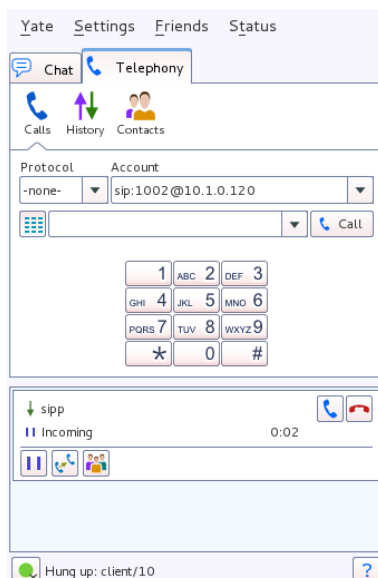 Yate Settings Friends Status
Chat Telephony
Calls History Contacts
Protocol Account
-none- sip:1002@10.1.0.120
Call
1 ABC 2 DEF 3
GHI 4 JKL 5 MNO 6
PQRS 7 TUV 8 WXYZ 9
* 0 #
sipp
Incoming 0:02
Hung up: client/10 ?